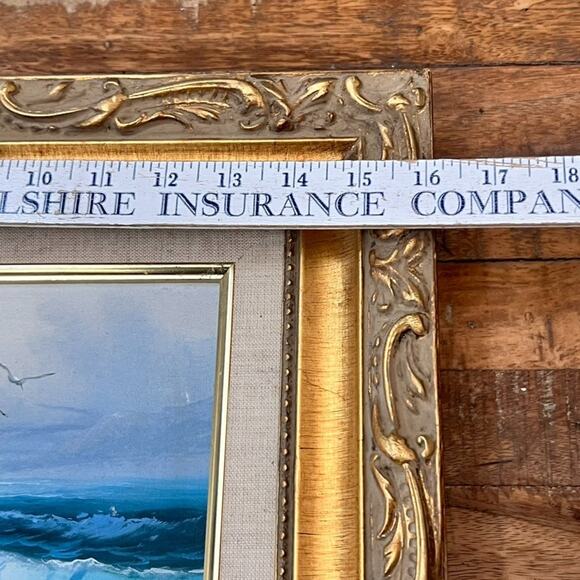 10 11 12 13 14 15 16 17 18
LSHIRE INSURANCE COMPAN